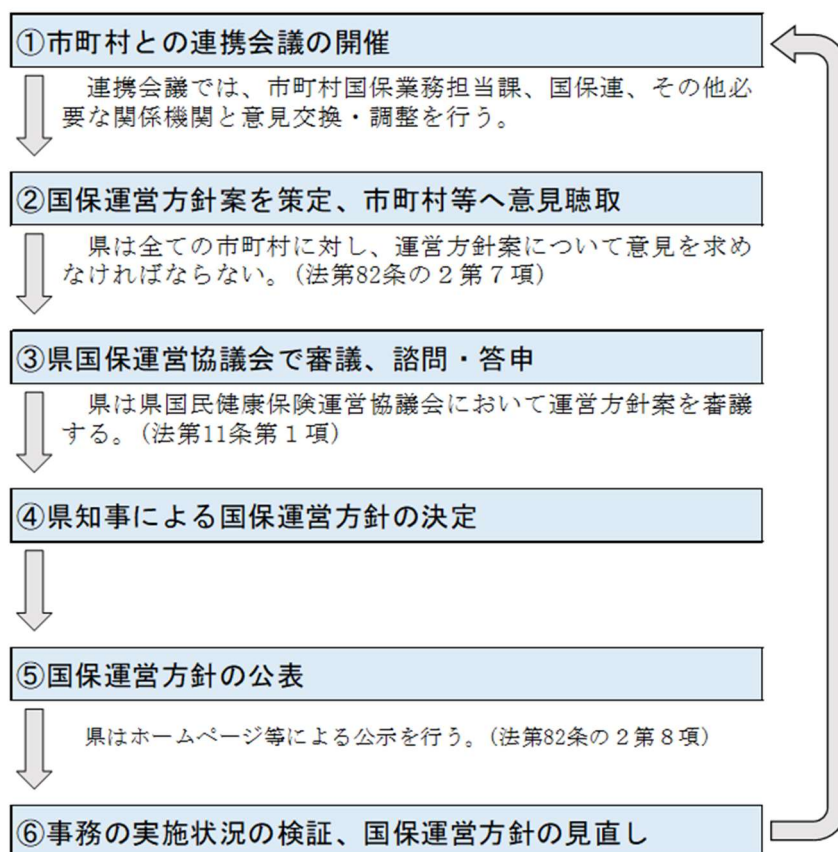 ①市町村との連携会議の開催
連携会議では、市町村国保業務担当課、国保連、その他必
要な関係機関と意見交換・調整を行う。
②国保運営方針案を策定、市町村等へ意見聴取
県は全ての市町村に対し、運営方針案について意見を求め
なければならない。(法第82条の２第７項)
③県国保運営協議会で審議、諮問・答申
県は県国民健康保険運営協議会において運営方針案を審議
する。(法第11条第１項)
④県知事による国保運営方針の決定
⑤国保運営方針の公表
県はホームページ等による公示を行う。(法第82条の２第８項)
⑥事務の実施状況の検証、国保運営方針の見直し